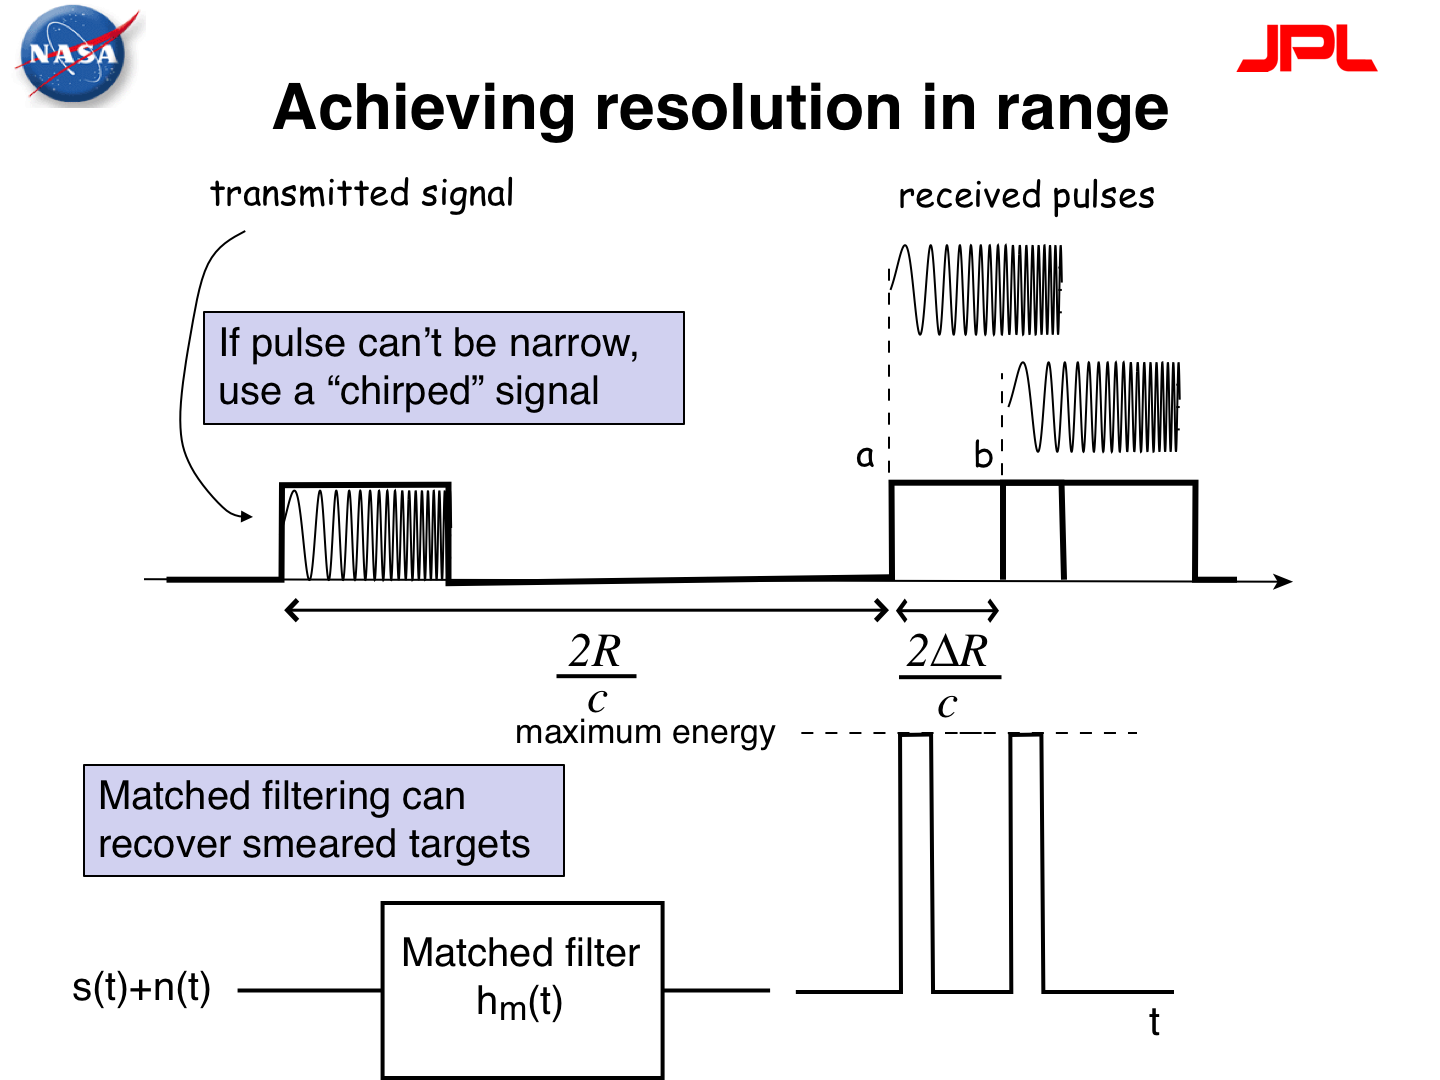 NASA
JPL
Achieving resolution in range
transmitted signal
received pulses
If pulse can’t be narrow,
use a “chirped” signal
a
b
2R
c
2ΔR
c
maximum energy
Matched filtering can
recover smeared targets
s(t)+n(t)
Matched filter
hm(t)
t